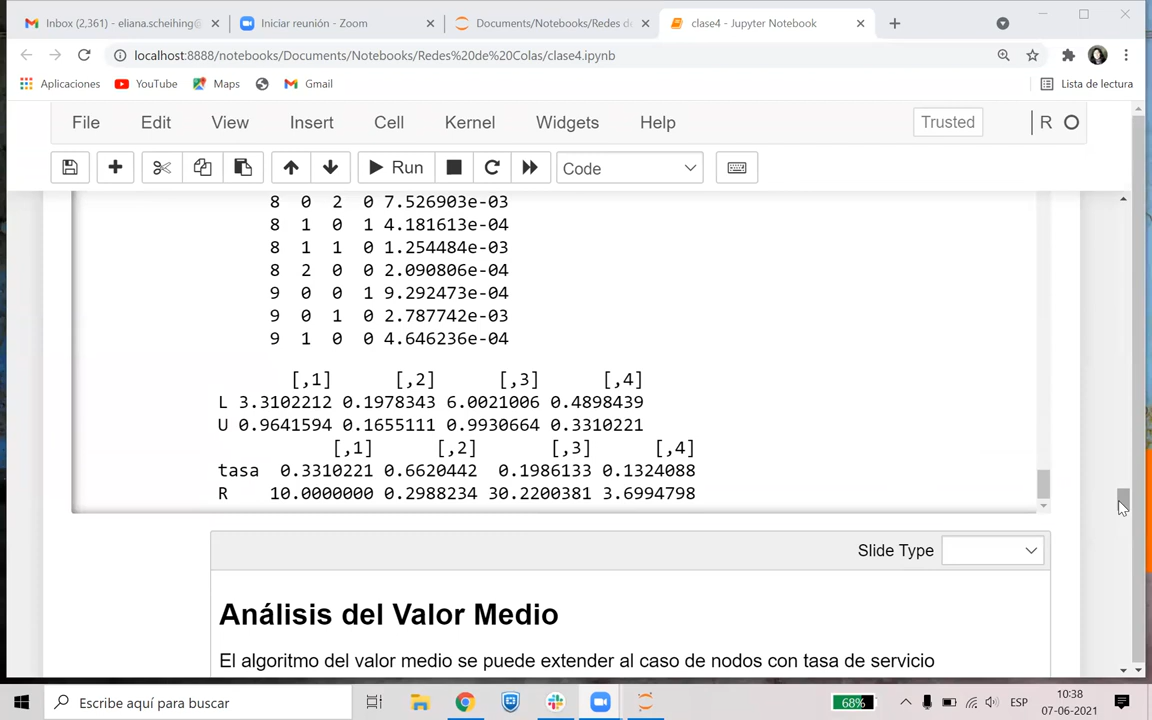 Inbox (2,361) - eliana.scheihing@
Iniciar reunión - Zoom
Documents/Notebooks/Redes de
clase4 - Jupyter Notebook
localhost:8888/notebooks/Documents/Notebooks/Redes%20de%20Colas/clase4.ipynb
Aplicaciones YouTube Maps Gmail Lista de lectura
File Edit View Insert Cell Kernel Widgets Help Trusted R
Run Code
8 0 2 0 7.526903e-03
8 1 0 1 4.181613e-04
8 1 1 0 1.254484e-03
8 2 0 0 2.090806e-04
9 0 0 1 9.292473e-04
9 0 1 0 2.787742e-03
9 1 0 0 4.646236e-04
[,1] [,2] [,3] [,4]
L 3.3102212 0.1978343 6.0021006 0.4898439
U 0.9641594 0.1655111 0.9930664 0.3310221
[,1] [,2] [,3] [,4]
tasa 0.3310221 0.6620442 0.1986133 0.1324088
R 10.0000000 0.2988234 30.2200381 3.6994798
Slide Type
Análisis del Valor Medio
El algoritmo del valor medio se puede extender al caso de nodos con tasa de servicio
Escribe aquí para buscar
68%
ESP
10:38
07-06-2021